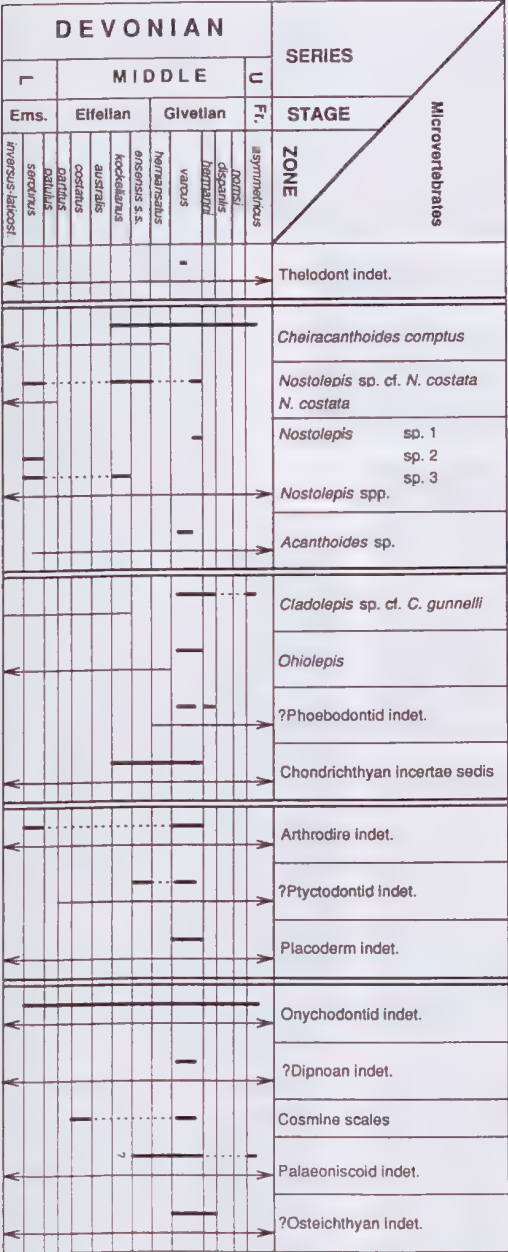 DEVONIAN
SERIES
L MIDDLE U
Microvertebrates
Ems. Eifelian Givetian Fr. STAGE
ZONE
inversus-laticost.
serotinus
patulus
partitus
costatus
australis
kockelianus
ensensis s.s.
hemiansatus
varcus
hermanni
disparilis
norrisi
asymmetricus
Thelodont indet.
Cheiracanthoides comptus
Nostolepis sp. cf. N. costata
N. costata
Nostolepis sp. 1
sp. 2
sp. 3
Nostolepis spp.
Acanthoides sp.
Cladolepis sp. cf. C. gunnelli
Ohiolepis
?Phoebodontid indet.
Chondrichthyan incertae sedis
Arthrodire indet.
?Ptyctodontid indet.
Placoderm indet.
Onychodontid indet.
?Dipnoan indet.
Cosmine scales
?
Palaeoniscoid indet.
?Osteichthyan indet.